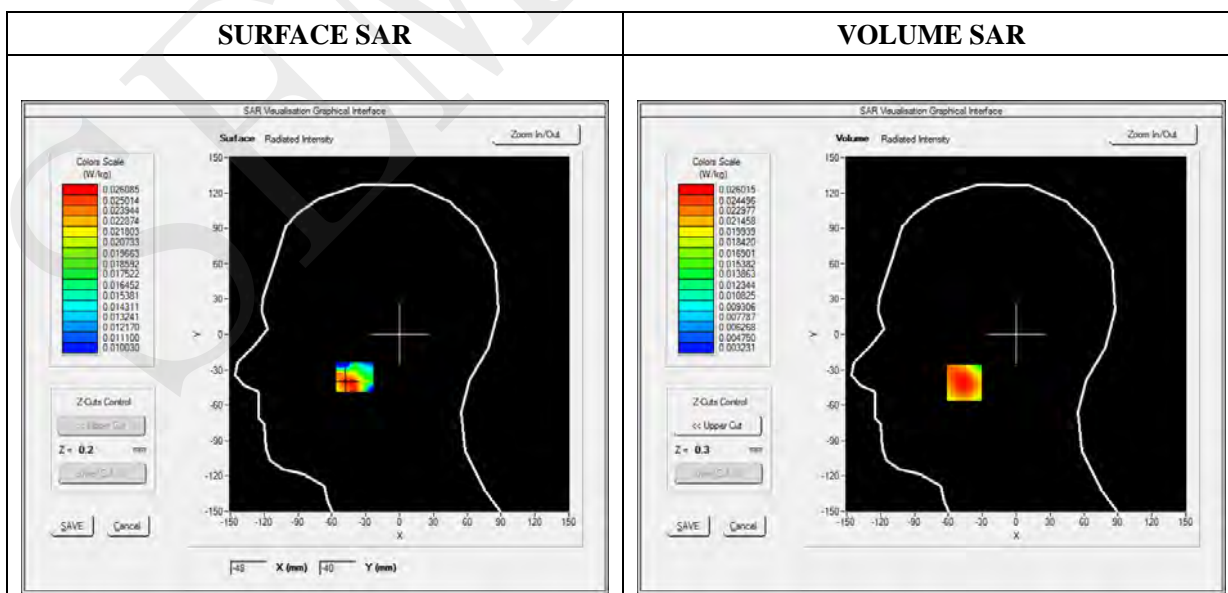 SURFACE SAR
VOLUME SAR
SAR Visualisation Graphical Interface
Surface Radiated Intensity
Zoom In/Out
Colors Scale
(W/kg)
0.026085
0.025014
0.023944
0.022874
0.021803
0.020733
0.019663
0.018592
0.017522
0.016452
0.015381
0.014311
0.013241
0.012170
0.011100
0.010030
Z-Cuts Control
<< Upper Cut
Z = 0.2 mm
SAVE Cancel
150
120
90
60
30
0
-30
-60
-90
-120
-150
Y
-150 -120 -90 -60 -30 0 30 60 90 120 150
X
-48 X (mm) -40 Y (mm)
SAR Visualisation Graphical Interface
Volume Radiated Intensity
Zoom In/Out
Colors Scale
(W/kg)
0.026015
0.024496
0.022977
0.021458
0.019939
0.018420
0.016901
0.015382
0.013863
0.012344
0.010825
0.009306
0.007787
0.006268
0.004750
0.003231
Z-Cuts Control
<< Upper Cut
Z = 0.3 mm
SAVE Cancel
150
120
90
60
30
0
-30
-60
-90
-120
-150
Y
-150 -120 -90 -60 -30 0 30 60 90 120 150
X